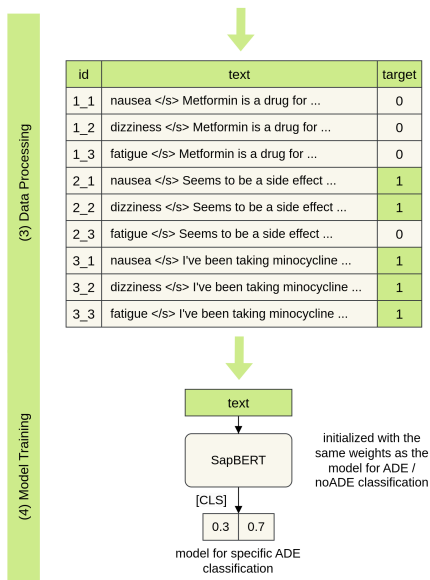 (3) Data Processing
id text target
1_1 nausea </s> Metformin is a drug for ... 0
1_2 dizziness </s> Metformin is a drug for ... 0
1_3 fatigue </s> Metformin is a drug for ... 0
2_1 nausea </s> Seems to be a side effect ... 1
2_2 dizziness </s> Seems to be a side effect ... 1
2_3 fatigue </s> Seems to be a side effect ... 0
3_1 nausea </s> I've been taking minocycline ... 1
3_2 dizziness </s> I've been taking minocycline ... 1
3_3 fatigue </s> I've been taking minocycline ... 1
(4) Model Training
text
SapBERT
initialized with the
same weights as the
model for ADE /
noADE classification
[CLS]
0.3 0.7
model for specific ADE
classification